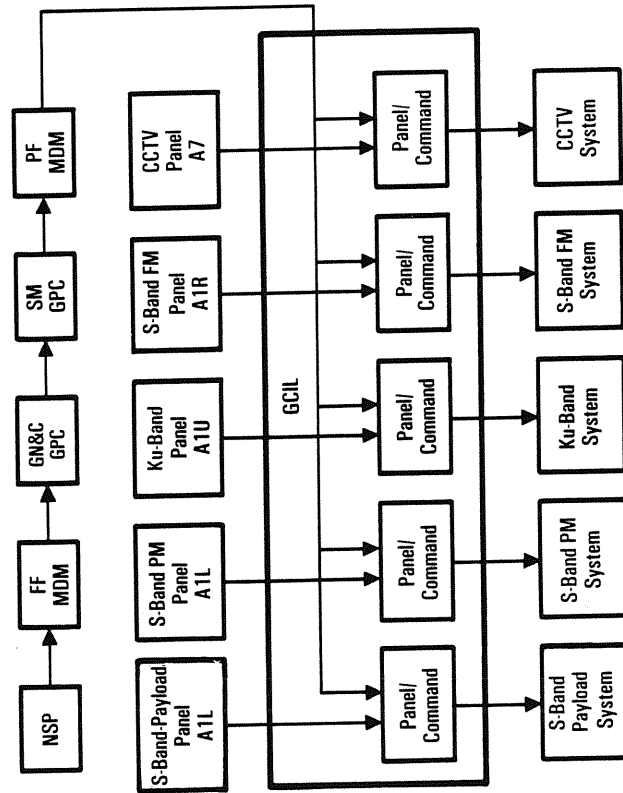 NSP
FF
MDM
GN&C
GPC
SM
GPC
PF
MDM
S-Band-Payload
Panel
A1L
S-Band PM
Panel
A1L
Ku-Band
Panel
A1U
S-Band FM
Panel
A1R
CCTV
Panel
A7
GCIL
Panel/
Command
Panel/
Command
Panel/
Command
Panel/
Command
Panel/
Command
S-Band
Payload
System
S-Band PM
System
Ku-Band
System
S-Band FM
System
CCTV
System